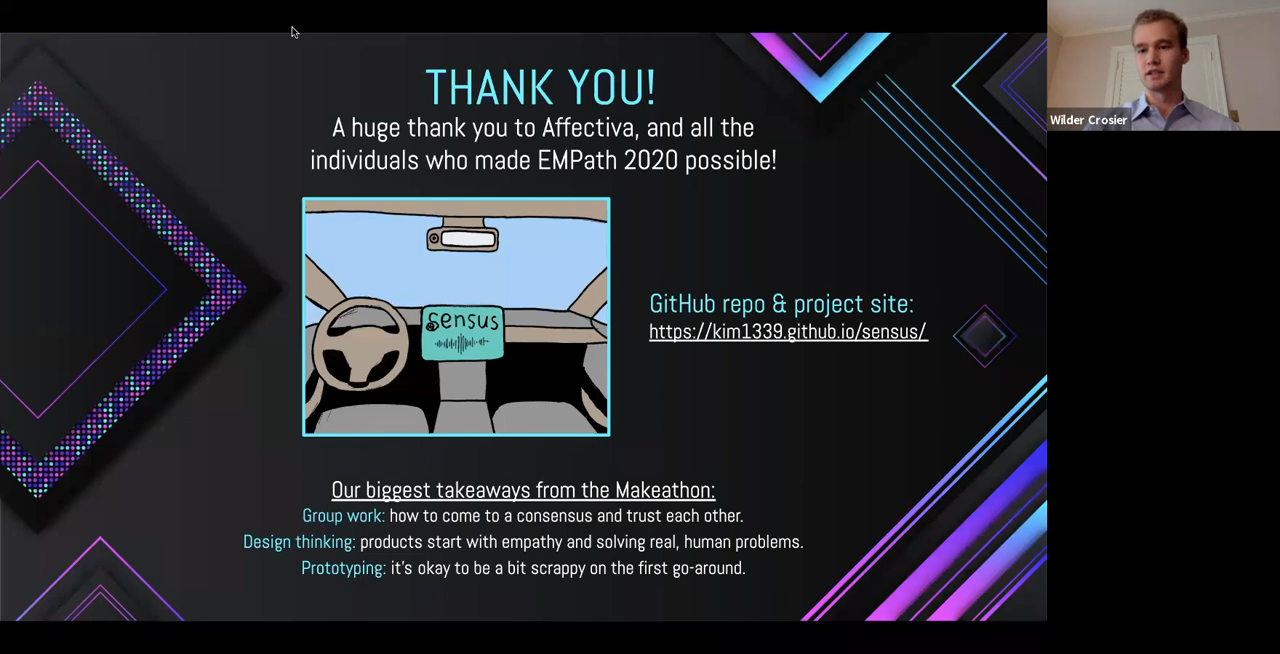 THANK YOU!
A huge thank you to Affectiva, and all the
individuals who made EMPath 2020 possible!
sensus
GitHub repo & project site:
https://kim1339.github.io/sensus/
Our biggest takeaways from the Makeathon:
Group work: how to come to a consensus and trust each other.
Design thinking: products start with empathy and solving real, human problems.
Prototyping: it's okay to be a bit scrappy on the first go-around.
Wilder Crosier